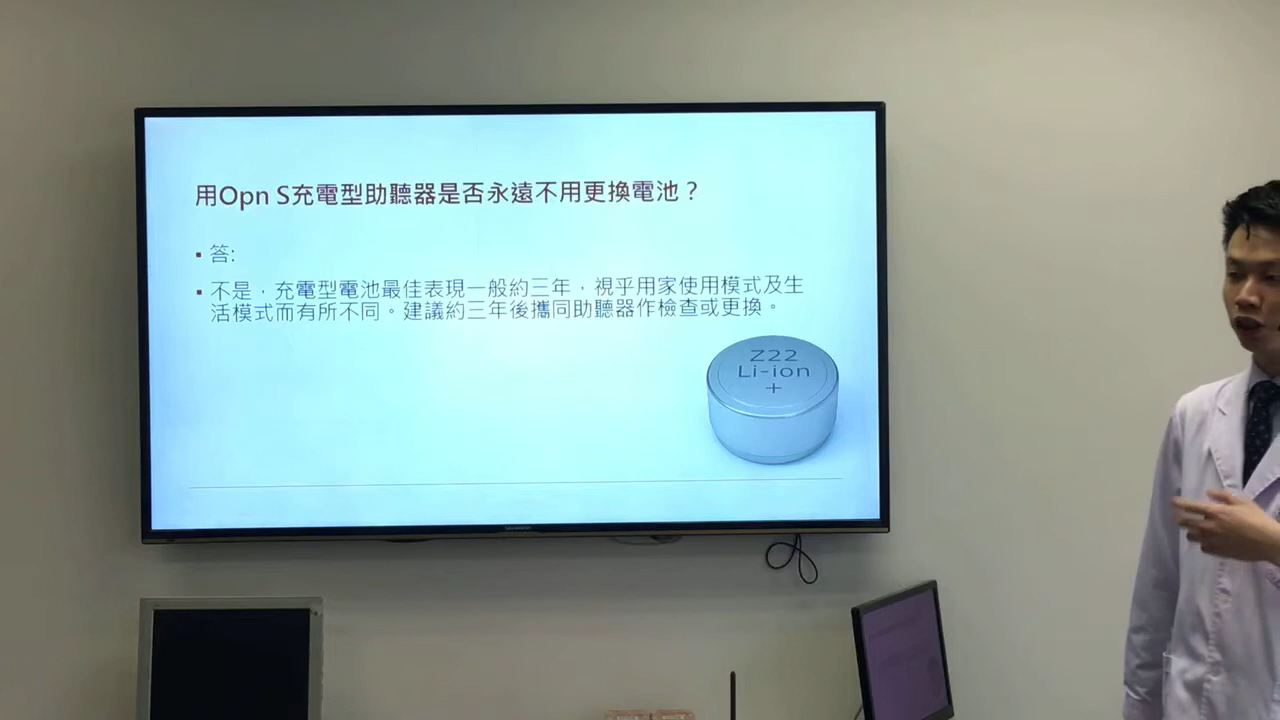 用Opn S充電型助聽器是否永遠不用更換電池？
▪ 答:
▪ 不是，充電型電池最佳表現一般約三年，視乎用家使用模式及生
活模式而有所不同。建議約三年後攜同助聽器作檢查或更換。
Z22
Li-ion
+